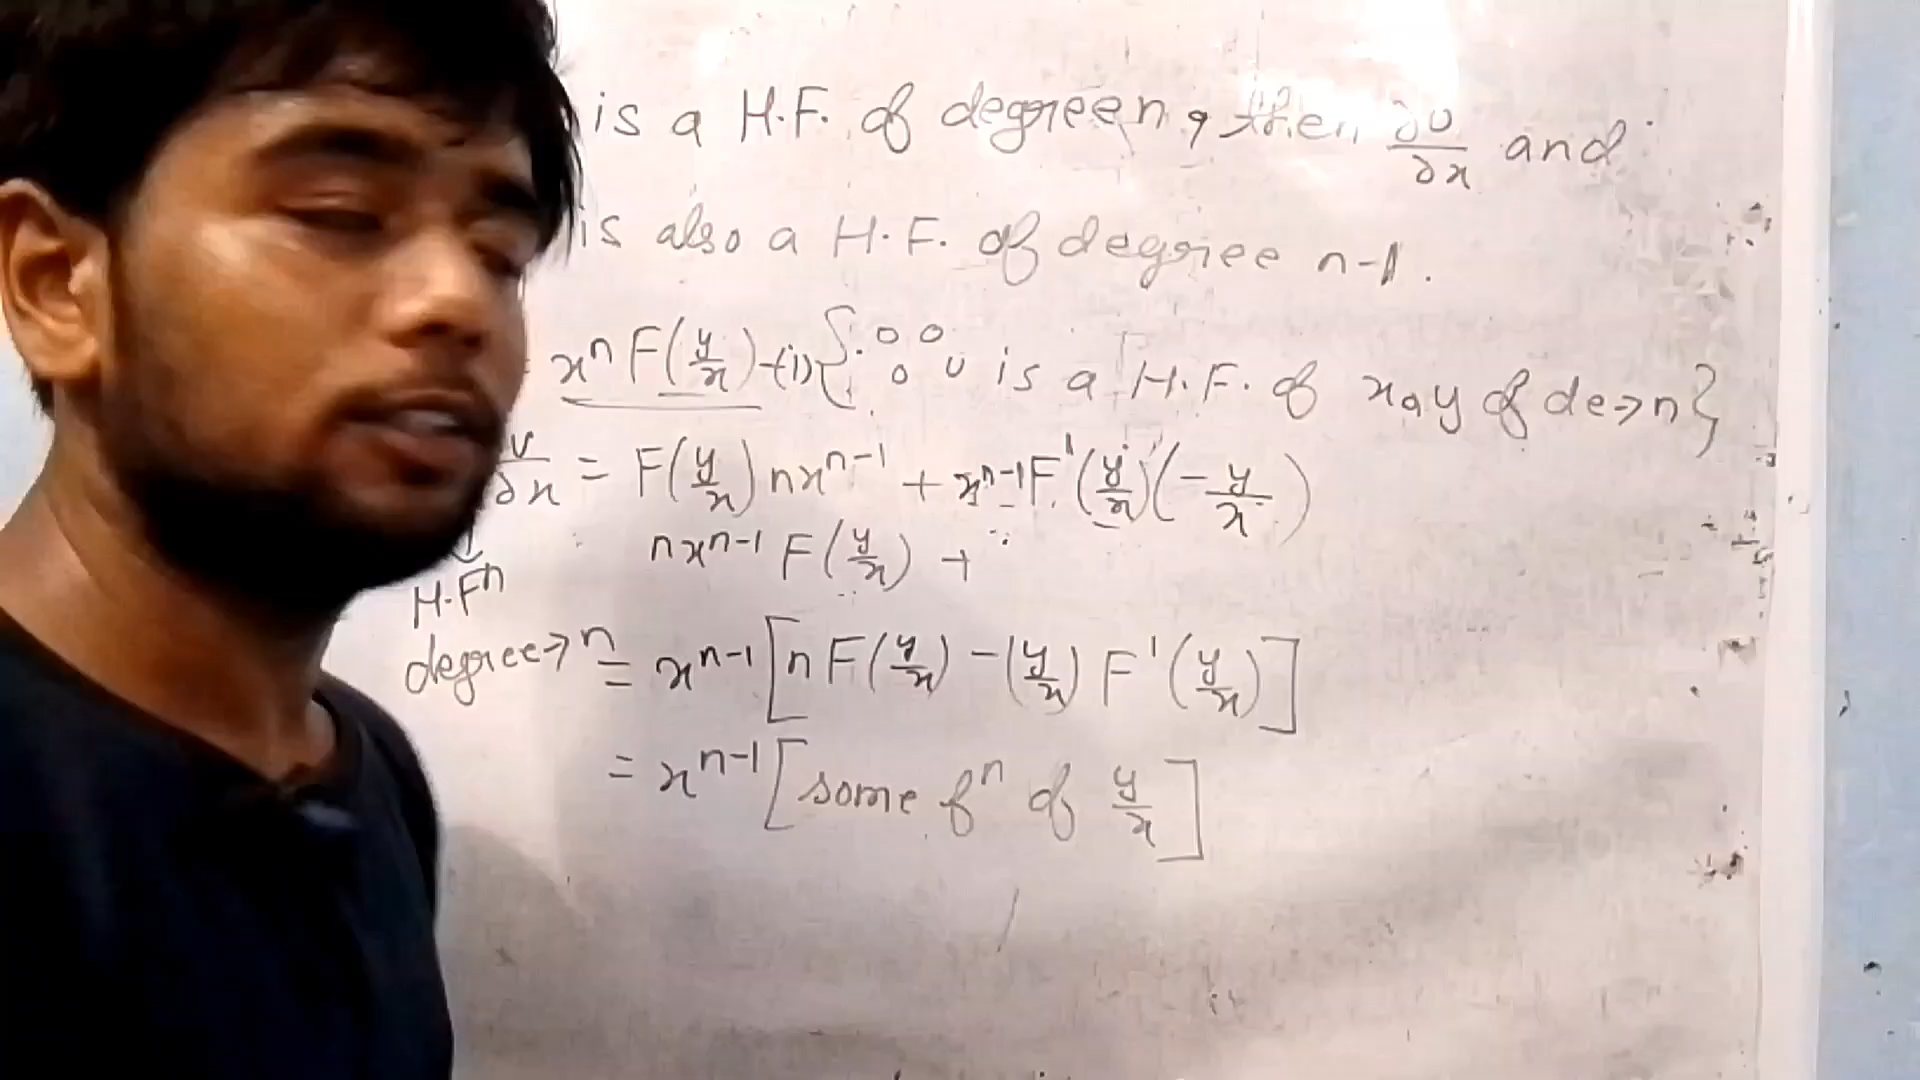 is a H.F. of degree n, then ∂U/∂x and
is also a H.F. of degree n-1.
= xⁿ F(y/x) -(i) {∵ U is a H.F. of x, y of de→n}
∂x = F(y/x) nxⁿ⁻¹ + xⁿ⁻¹F'(y/x)(-y/x)
nxⁿ⁻¹ F(y/x) +
H.Fⁿ
degree→n
= xⁿ⁻¹ [n F(y/x) - (y/x) F'(y/x)]
= xⁿ⁻¹ [some fⁿ of y/x]